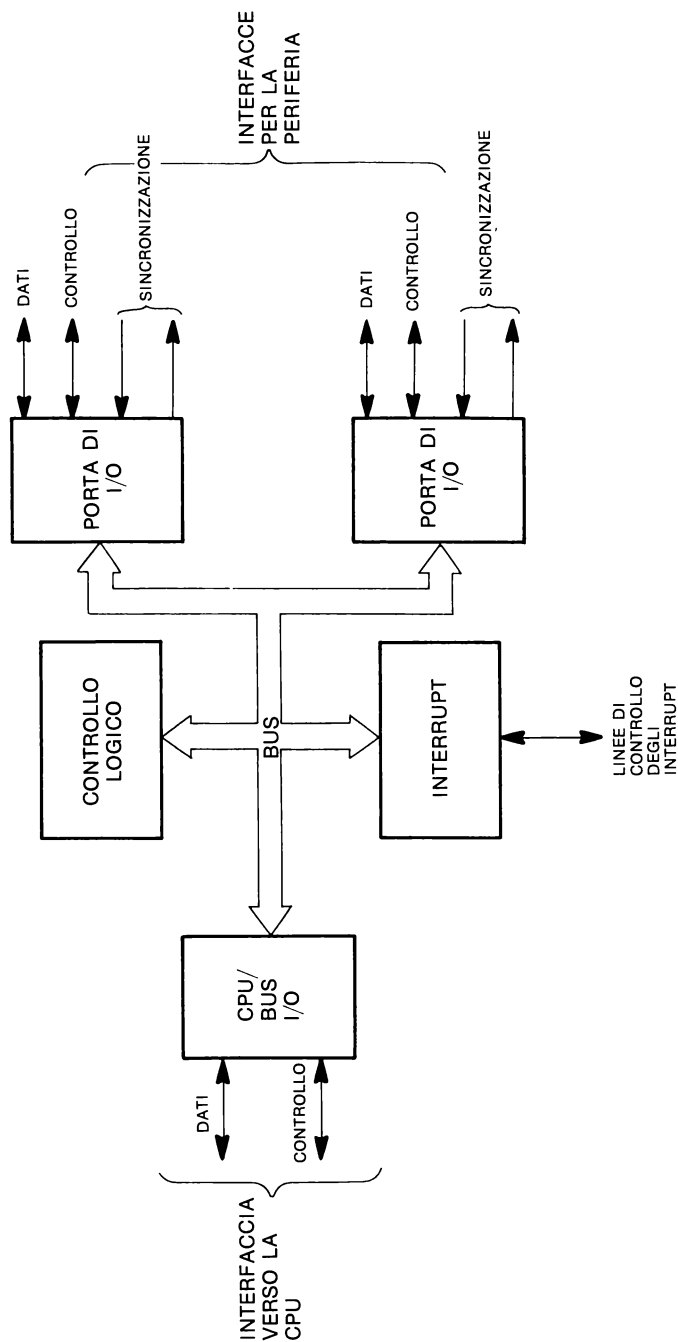 INTERFACCIA
VERSO LA
CPU
DATI
CONTROLLO
CPU/
BUS
I/O
BUS
CONTROLLO
LOGICO
INTERRUPT
LINEE DI
CONTROLLO
DEGLI
INTERRUPT
PORTA DI
I/O
DATI
CONTROLLO
SINCRONIZZAZIONE
PORTA DI
I/O
DATI
CONTROLLO
SINCRONIZZAZIONE
INTERFACCE
PER LA
PERIFERIA